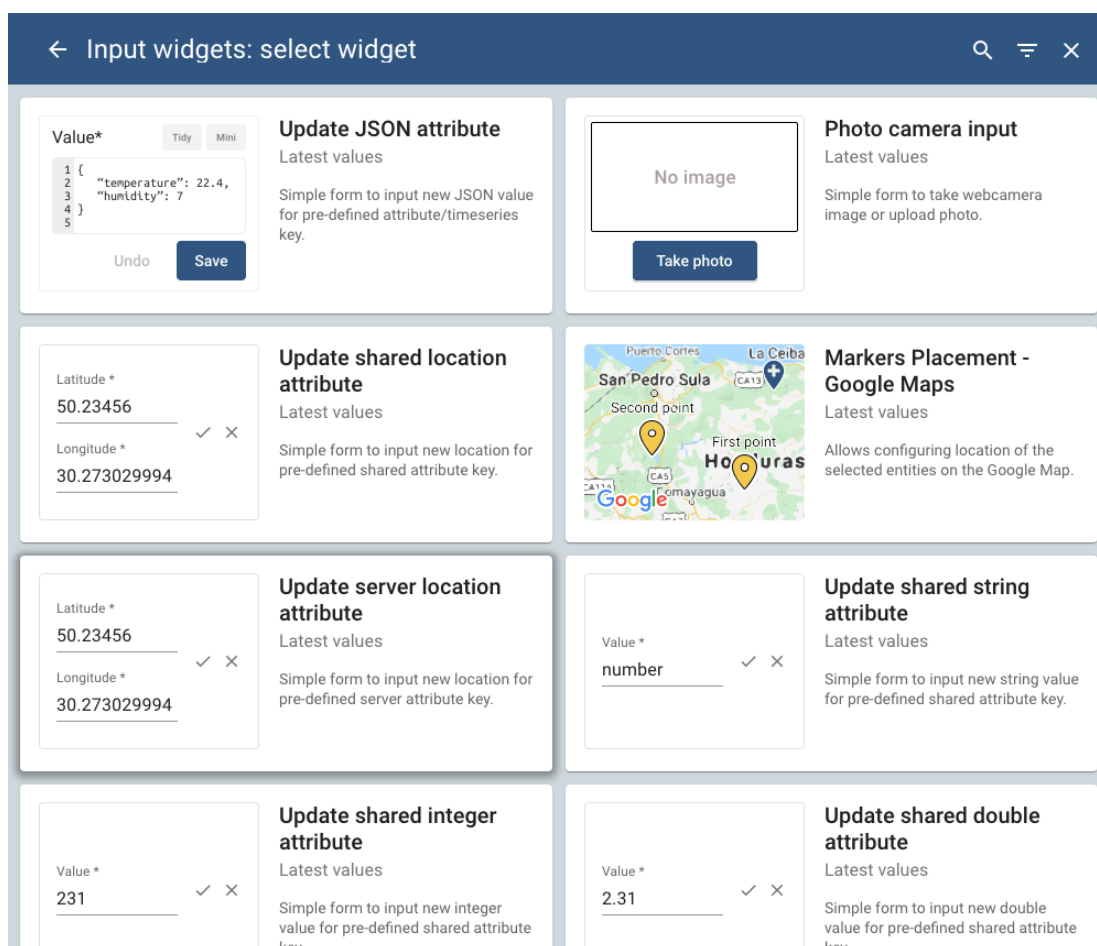 Input widgets: select widget
Value*
Tidy
Mini
1 {
2 “temperature”: 22.4,
3 “humidity”: 7
4 }
5
Undo
Save
Update JSON attribute
Latest values
Simple form to input new JSON value
for pre-defined attribute/timeseries
key.
No image
Take photo
Photo camera input
Latest values
Simple form to take webcamera
image or upload photo.
Latitude *
50.23456
Longitude *
30.273029994
Update shared location
attribute
Latest values
Simple form to input new location for
pre-defined shared attribute key.
Puerto Cortes
La Ceiba
San Pedro Sula
CA13
Second point
First point
Honduras
CA5
Comayagua
Google
Markers Placement -
Google Maps
Latest values
Allows configuring location of the
selected entities on the Google Map.
Latitude *
50.23456
Longitude *
30.273029994
Update server location
attribute
Latest values
Simple form to input new location for
pre-defined server attribute key.
Value *
number
Update shared string
attribute
Latest values
Simple form to input new string value
for pre-defined shared attribute key.
Value *
231
Update shared integer
attribute
Latest values
Simple form to input new integer
value for pre-defined shared attribute
Value *
2.31
Update shared double
attribute
Latest values
Simple form to input new double
value for pre-defined shared attribute